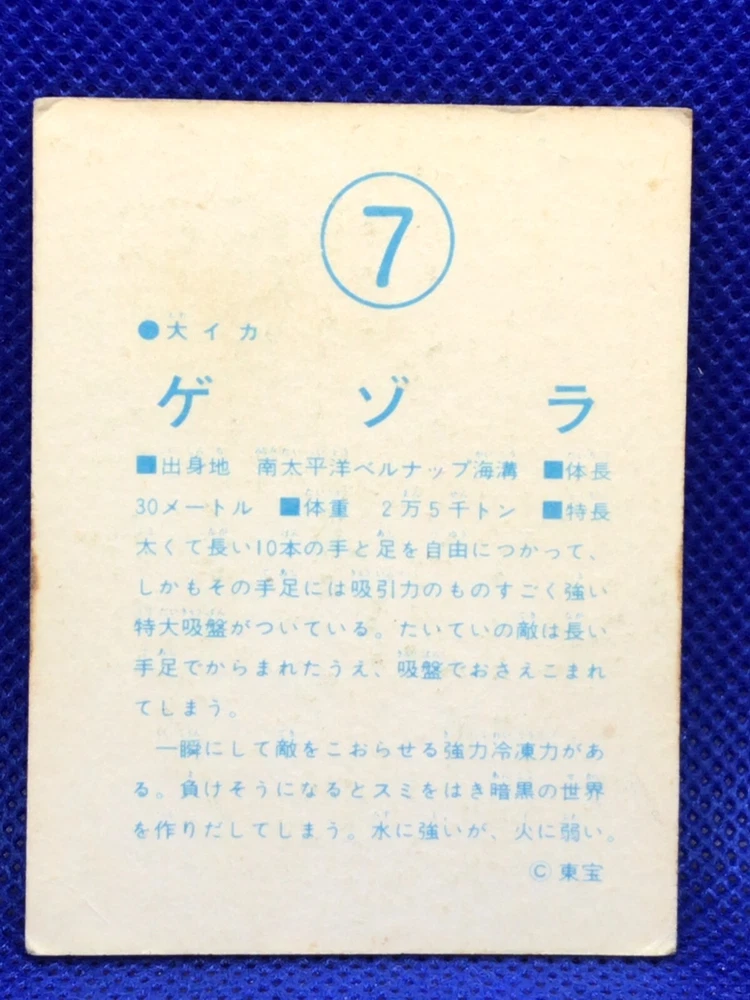 7
●大イカ
ゲゾラ
■出身地 南太平洋ベルナップ海溝 ■体長
30メートル ■体重 2万5千トン ■特長
太くて長い10本の手と足を自由につかって、
しかもその手足には吸引力のものすごく強い
特大吸盤がついている。たいていの敵は長い
手足でからまれたうえ、吸盤でおさえこまれ
てしまう。
一瞬にして敵をこおらせる強力冷凍力があ
る。負けそうになるとスミをはき暗黒の世界
を作りだしてしまう。水に強いが、火に弱い。
©東宝